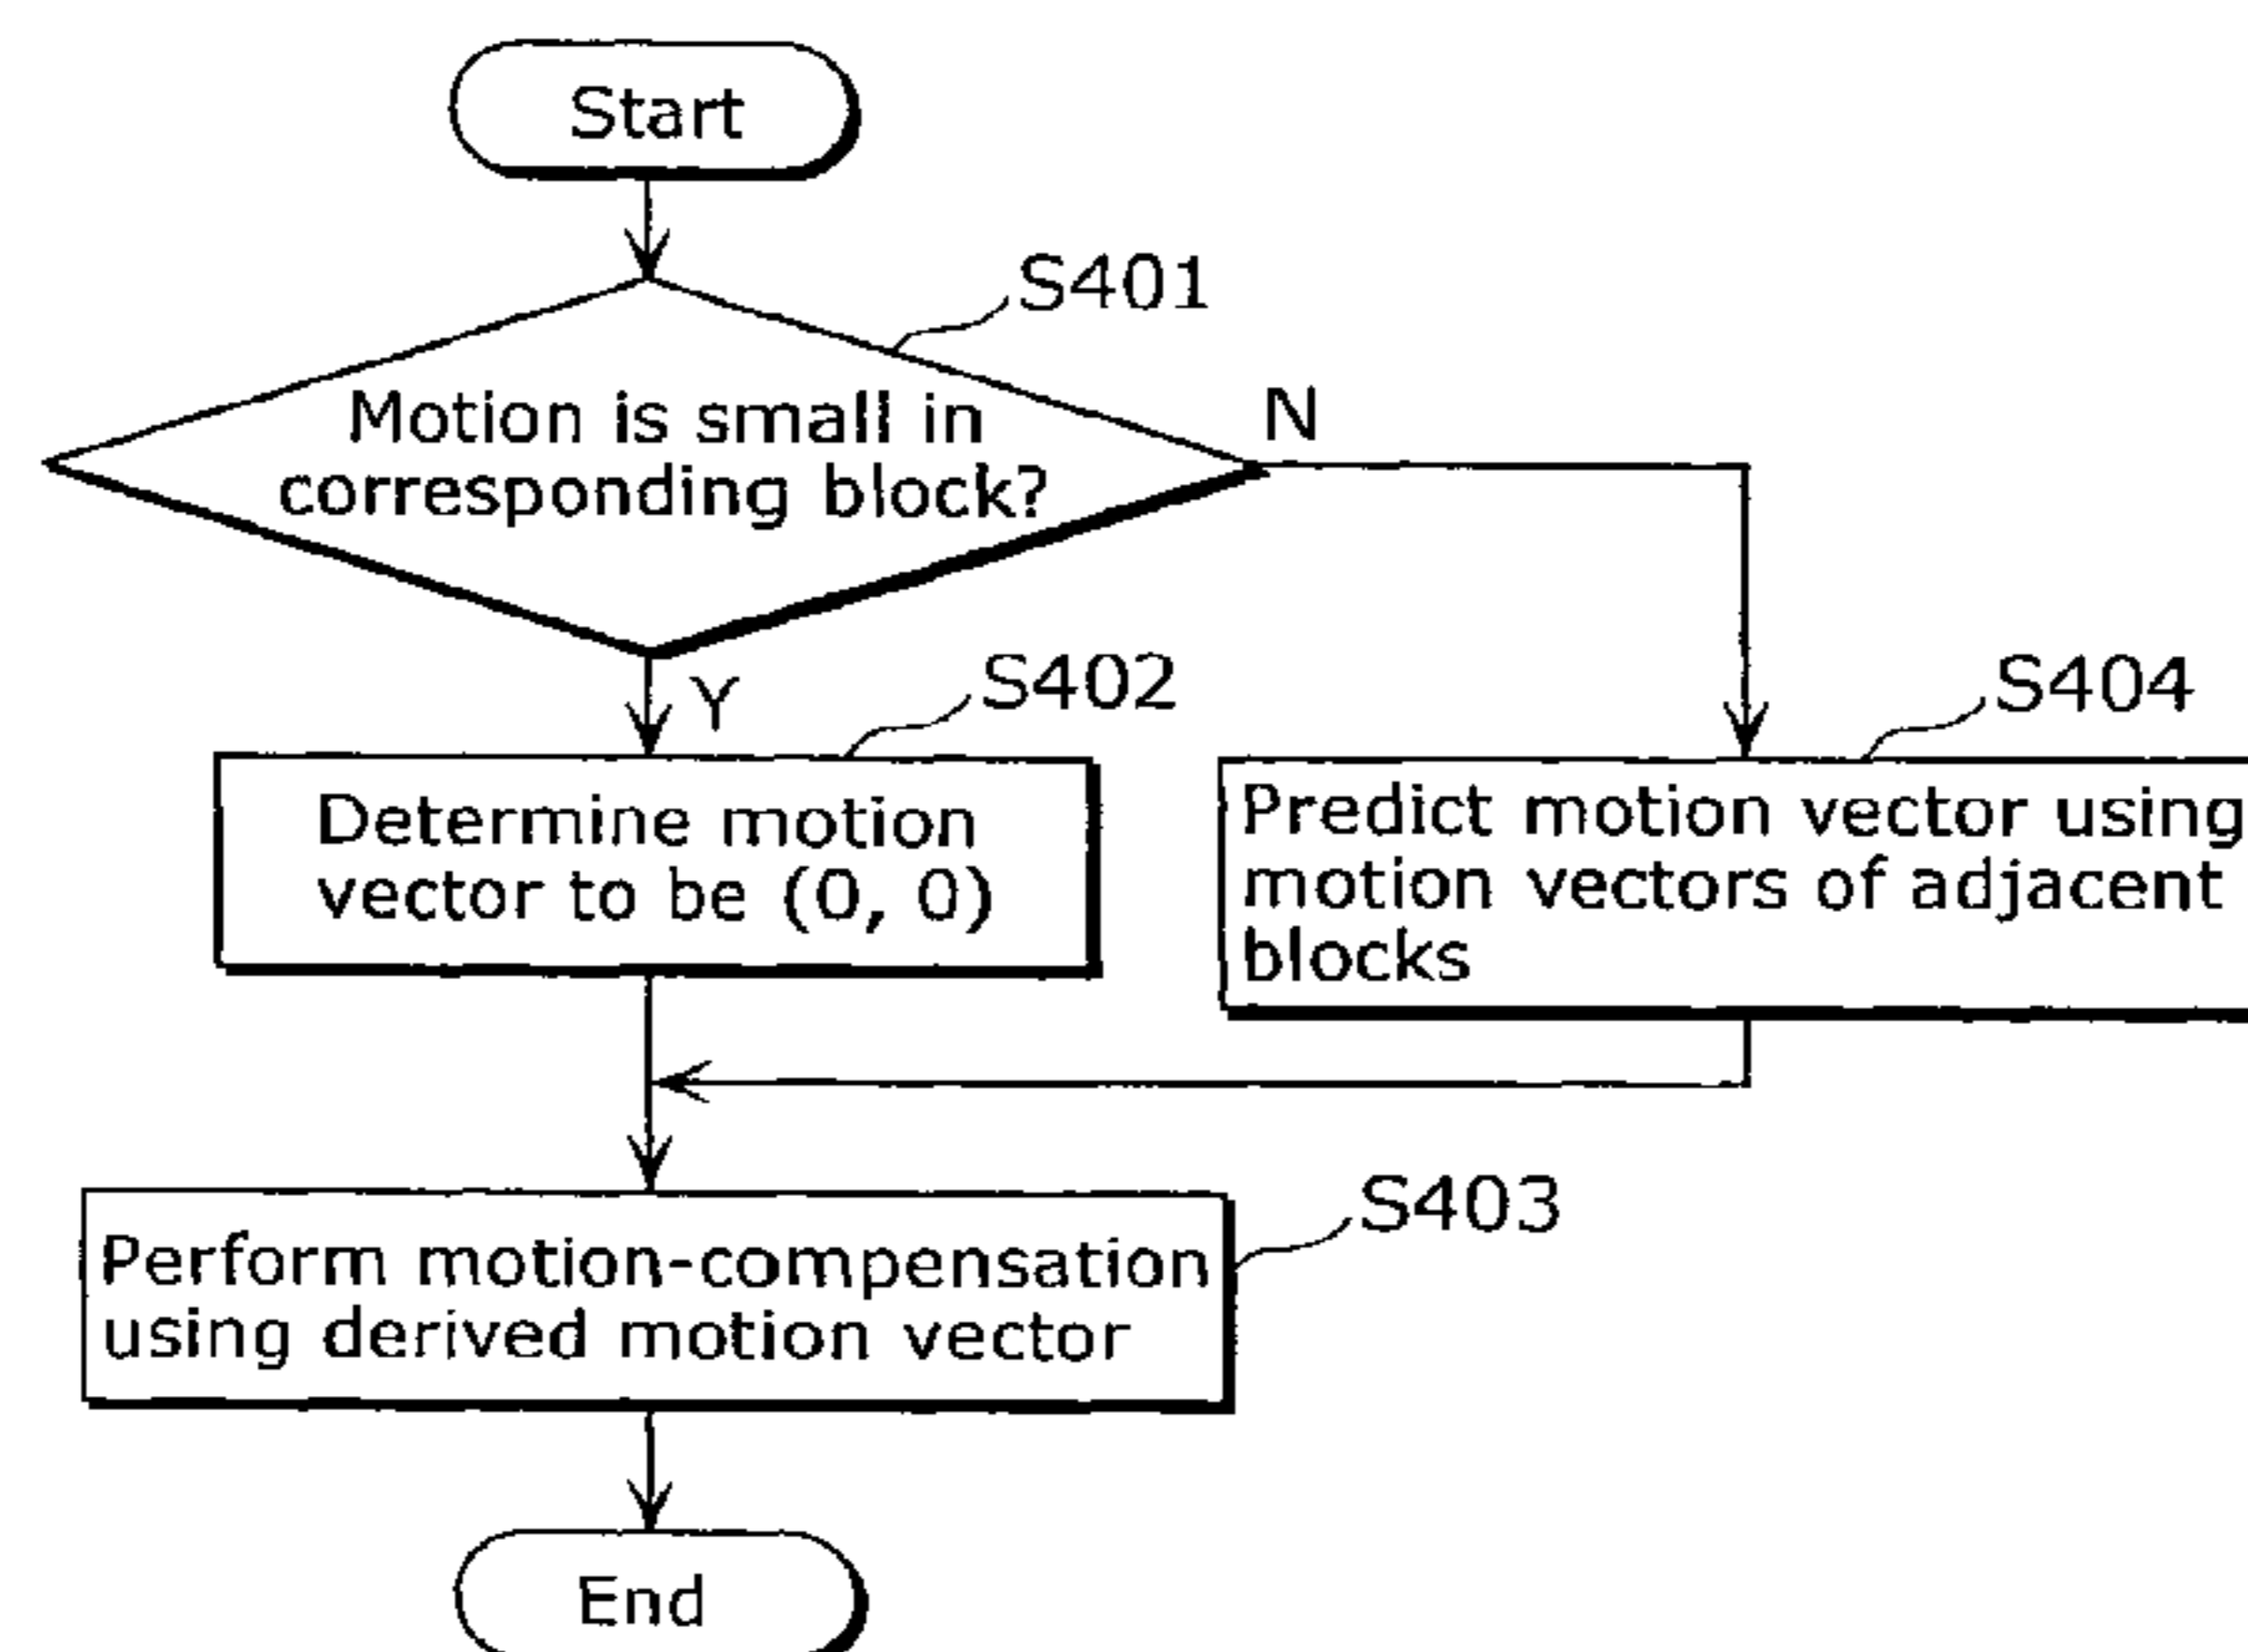 Start
S401
Motion is small in
corresponding block?
N
Y
S402
Determine motion
vector to be (0, 0)
S404
Predict motion vector using
motion vectors of adjacent
blocks
S403
Perform motion-compensation
using derived motion vector
End